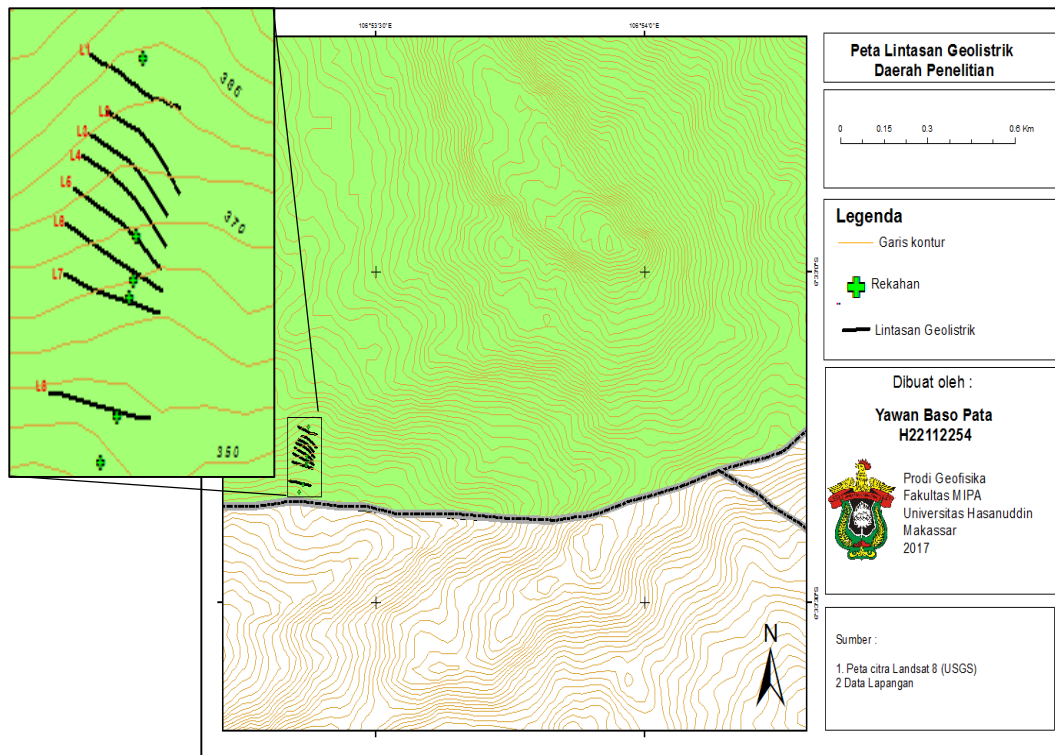 106°53'30"E
106°54'0"E
L1
385
L2
L3
L4
L5
370
L6
L7
L8
350
Peta Lintasan Geolistrik
Daerah Penelitian
0 0.15 0.3 0.6 Km
Legenda
Garis kontur
Rekahan
Lintasan Geolistrik
Dibuat oleh :
Yawan Baso Pata
H22112254
Prodi Geofisika
Fakultas MIPA
Universitas Hasanuddin
Makassar
2017
Sumber :
1. Peta citra Landsat 8 (USGS)
2 Data Lapangan
N